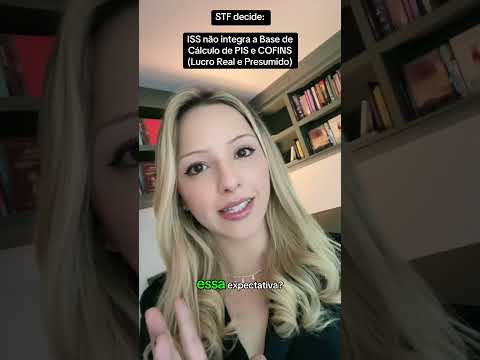 STF decide:
ISS não integra a Base de
Cálculo de PIS e COFINS
(Lucro Real e Presumido)
essa expectativa?